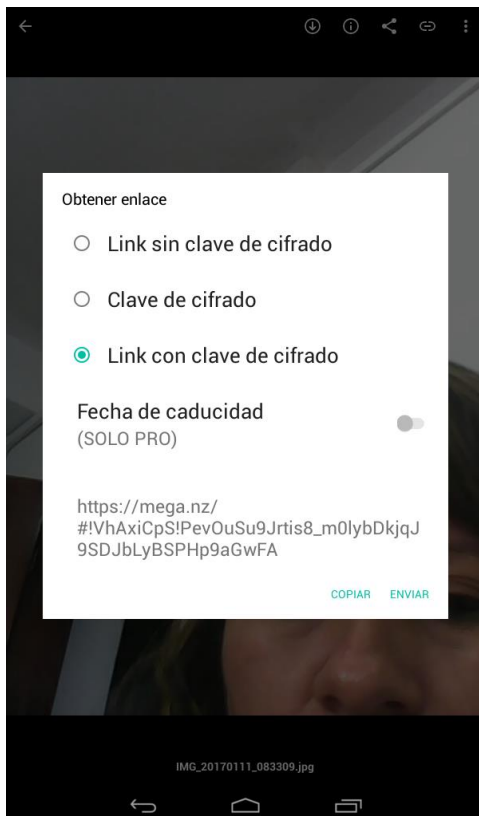 Obtener enlace
Link sin clave de cifrado
Clave de cifrado
Link con clave de cifrado
Fecha de caducidad
(SOLO PRO)
https://mega.nz/
#!VhAxiCpS!PevOuSu9Jrtis8_m0lybDkjqJ
9SDJbLyBSPHp9aGwFA
COPIAR ENVIAR
IMG_20170111_083309.jpg